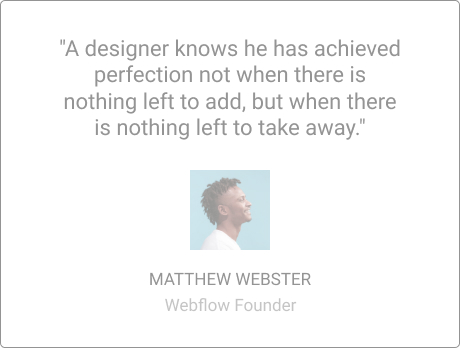 "A designer knows he has achieved
perfection not when there is
nothing left to add, but when there
is nothing left to take away."
MATTHEW WEBSTER
Webflow Founder